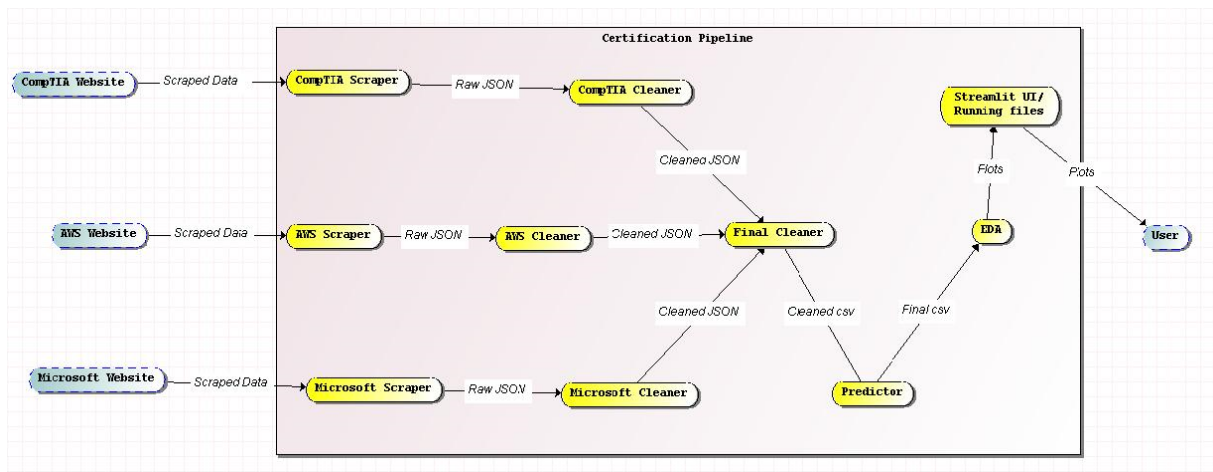 Certification Pipeline
CompTIA Website
Scraped Data
CompTIA Scraper
Raw JSON
CompTIA Cleaner
Streamlit UI/
Running files
Cleaned JSON
Plots
Plots
AWS Website
Scraped Data
AWS Scraper
Raw JSON
AWS Cleaner
Cleaned JSON
Final Cleaner
EDA
User
Cleaned JSON
Cleaned csv
Final csv
Microsoft Website
Scraped Data
Microsoft Scraper
Raw JSON
Microsoft Cleaner
Predictor